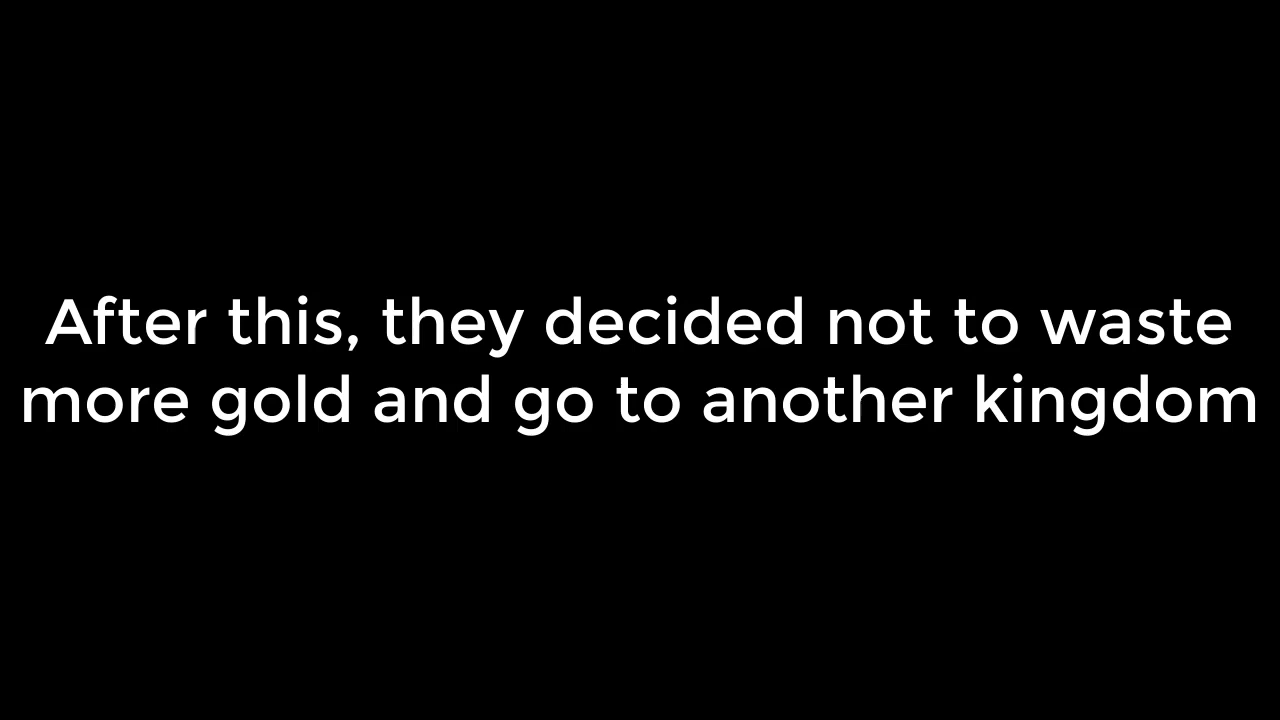 After this, they decided not to waste
more gold and go to another kingdom